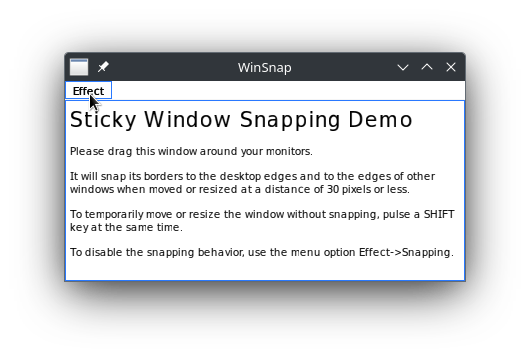 WinSnap
Effect
Sticky Window Snapping Demo
Please drag this window around your monitors.
It will snap its borders to the desktop edges and to the edges of other
windows when moved or resized at a distance of 30 pixels or less.
To temporarily move or resize the window without snapping, pulse a SHIFT
key at the same time.
To disable the snapping behavior, use the menu option Effect->Snapping.